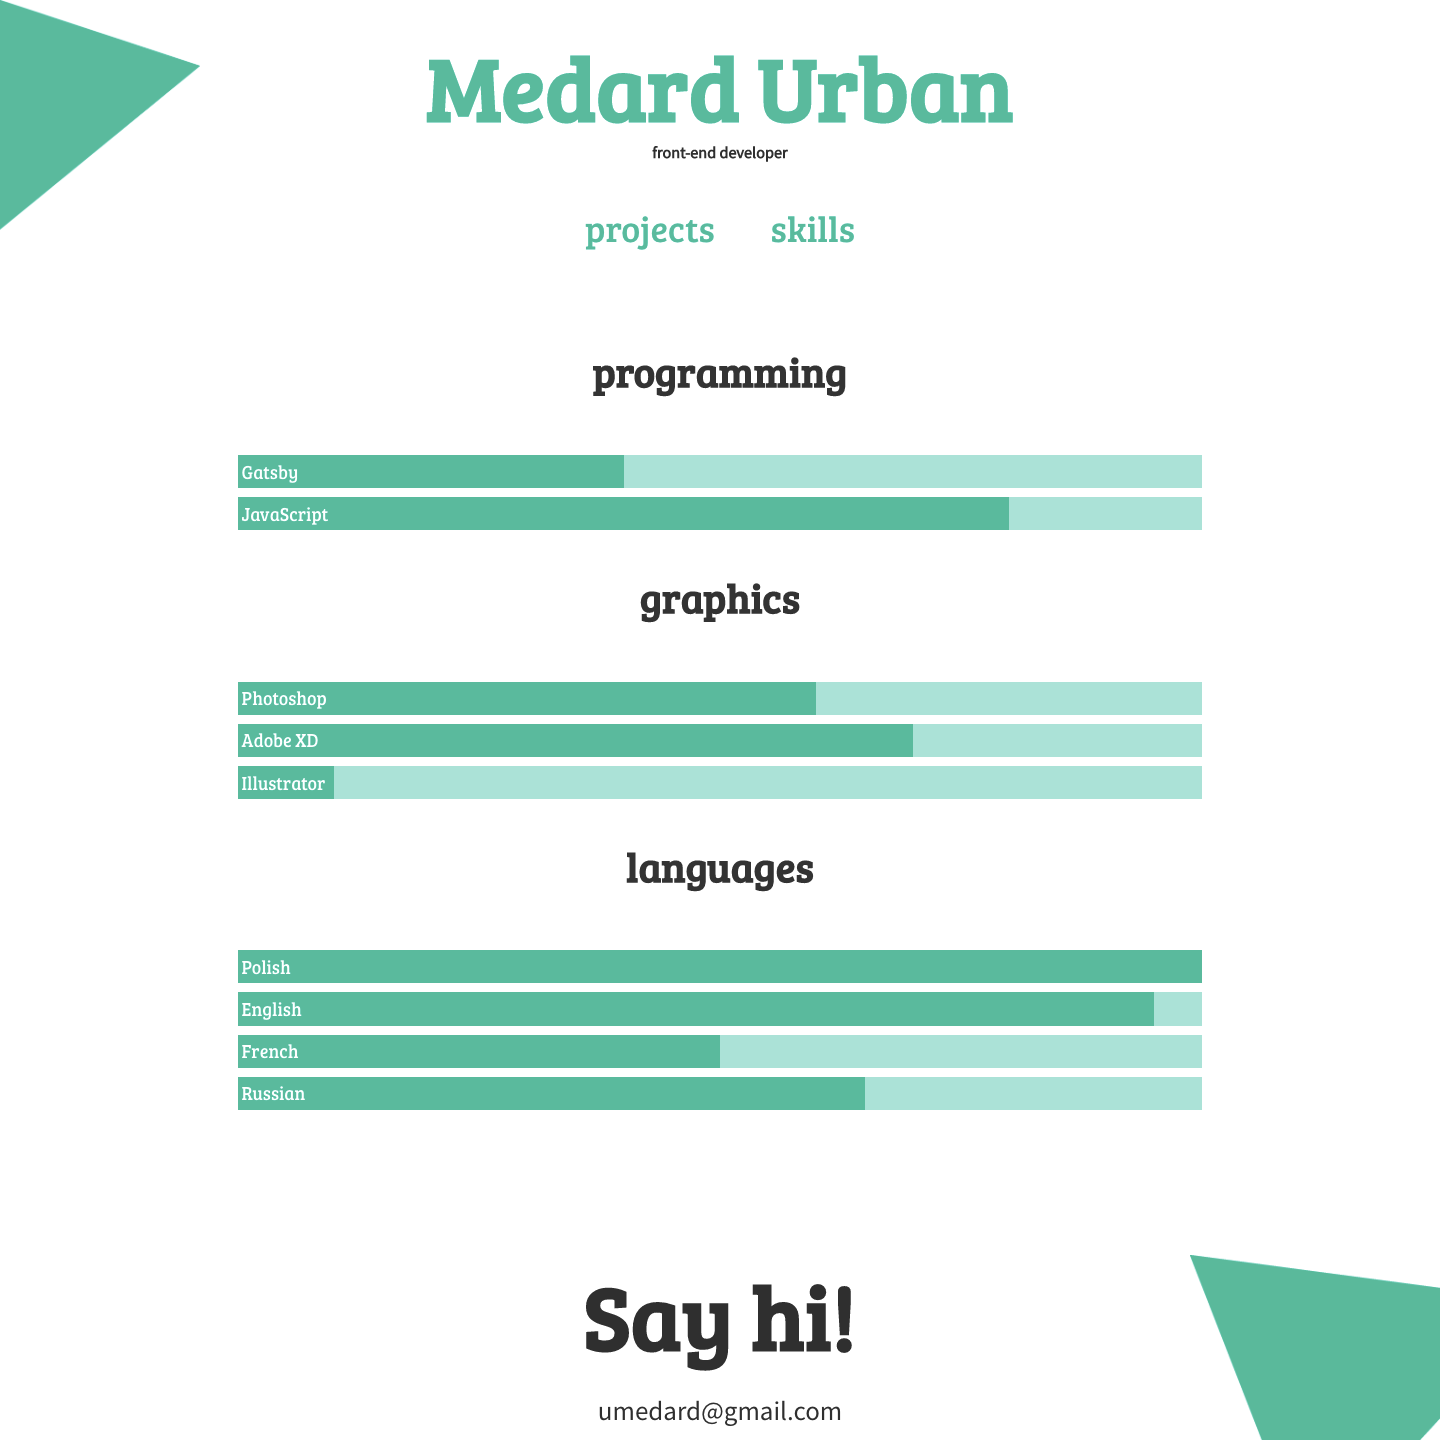 Medard Urban
front-end developer
projects skills
programming
Gatsby
JavaScript
graphics
Photoshop
Adobe XD
Illustrator
languages
Polish
English
French
Russian
Say hi!
umedard@gmail.com